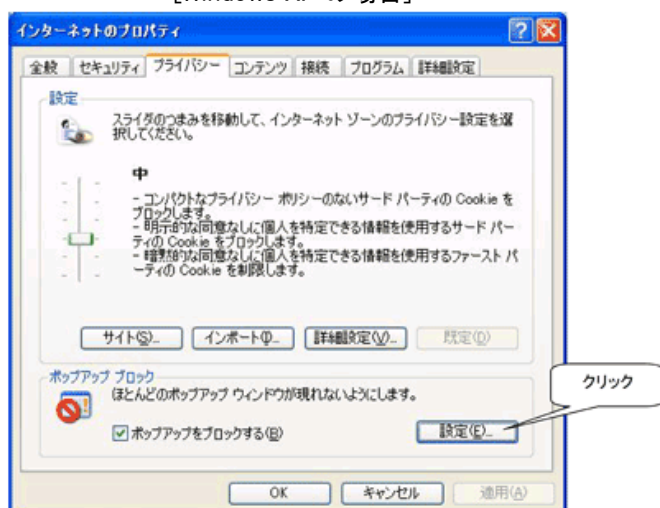 インターネットのプロパティ
全般 セキュリティ プライバシー コンテンツ 接続 プログラム 詳細設定
設定
スライダのつまみを移動して、インターネット ゾーンのプライバシー設定を選
択してください。
中
- コンパクトなプライバシー ポリシーのないサード パーティの Cookie を
ブロックします。
- 明示的な同意なしに個人を特定できる情報を使用するサード パー
ティの Cookie をブロックします。
- 暗黙的な同意なしに個人を特定できる情報を使用するファースト パ
ーティの Cookie を制限します。
サイト(S)... インポート(I)... 詳細設定(V)... 既定(D)
ポップアップ ブロック
ほとんどのポップアップ ウィンドウが現れないようにします。
クリック
ポップアップをブロックする(B) 設定(E)...
OK キャンセル 適用(A)